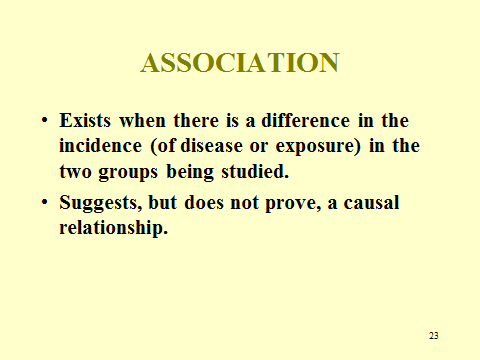 ASSOCIATION
• Exists when there is a difference in the
incidence (of disease or exposure) in the
two groups being studied.
• Suggests, but does not prove, a causal
relationship.
23